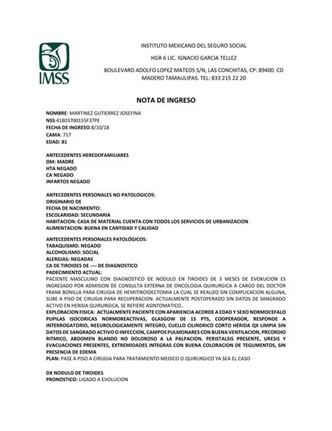 INSTITUTO MEXICANO DEL SEGURO SOCIAL
HGR 6 LIC. IGNACIO GARCIA TELLEZ
BOULEVARD ADOLFO LOPEZ MATEOS S/N, LAS CONCHITAS, CP: 89400. CD
MADERO TAMAULIPAS. TEL: 833 215 22 20
IMSS
NOTA DE INGRESO
NOMBRE: MARTINEZ GUTIERREZ JOSEFINA
NSS:41803700155F37PE
FECHA DE INGRESO:8/10/18
CAMA: 717
EDAD: 81
ANTECEDENTES HEREDOFAMILIARES
DM: MADRE
HTA NEGADO
CA NEGADO
INFARTOS NEGADO
ANTECEDENTES PERSONALES NO PATOLOGICOS:
ORIGINARIO DE
FECHA DE NACIMIENTO:
ESCOLARIDAD: SECUNDARIA
HABITACION: CASA DE MATERIAL CUENTA CON TODOS LOS SERVICIOS DE URBANIZACION
ALIMENTACION: BUENA EN CANTIDAD Y CALIDAD
ANTECEDENTES PERSONALES PATOLÓGICOS:
TABAQUISMO: NEGADO
ALCOHOLISMO: SOCIAL
ALERGIAS: NEGADAS
CA DE TIROIDES DE ---- DE DIAGNOSTICO
PADECIMIENTO ACTUAL:
PACIENTE MASCULINO CON DIAGNOSTICO DE NODULO EN TIROIDES DE 3 MESES DE EVOKUCION ES
INGRESADO POR ADMISION DE CONSULTA EXTERNA DE ONCOLOGIA QUIRURGICA A CARGO DEL DOCTOR
FRANK BONILLA PARA CIRUGIA DE HEMITIROIDECTOMIA LA CUAL SE REALIZO SIN COMPLICACION ALGUNA,
SUBE A PISO DE CIRUGIA PARA RECUPERACION. ACTUALMENTE POSTOPERADO SIN DATOS DE SANGRADO
ACTIVO EN HERIDA QUIRURGICA, SE REFIERE ASINTOMATICO..
EXPLORACION FISICA: ACTUALMENTE PACIENTE CON APARIENCIA ACORDE A EDAD Y SEXO NORMOCEFALO
PUPILAS ISOCORICAS NORMOREACTIVAS, GLASGOW DE 15 PTS, COOPERADOR, RESPONDE A
INTERROGATORIO, NEEUROLOGICAMENTE INTEGRO, CUELLO CILINDRICO CORTO HERIDA QX LIMPIA SIN
DATOS DE SANGRADO ACTIVO O INFECCION, CAMPOS PULMONARES CON BUENA VENTILACION, PRECORDIO
RITMICO, ABDOMEN BLANDO NO DOLOROSO A LA PALPACION. PERISTALSIS PRESENTE, URESIS Y
EVACUACIONES PRESENTES, EXTREMIDADES INTEGRAS CON BUENA COLORACION DE TEGUMENTOS, SIN
PRESENCIA DE EDEMA
PLAN: PASE A PISO A CIRUGIA PARA TRATAMIENTO MEDICO O QUIRURGICO YA SEA EL CASO
DX NODULO DE TIROIDES
PRONOSTICO: LIGADO A EVOLUCION